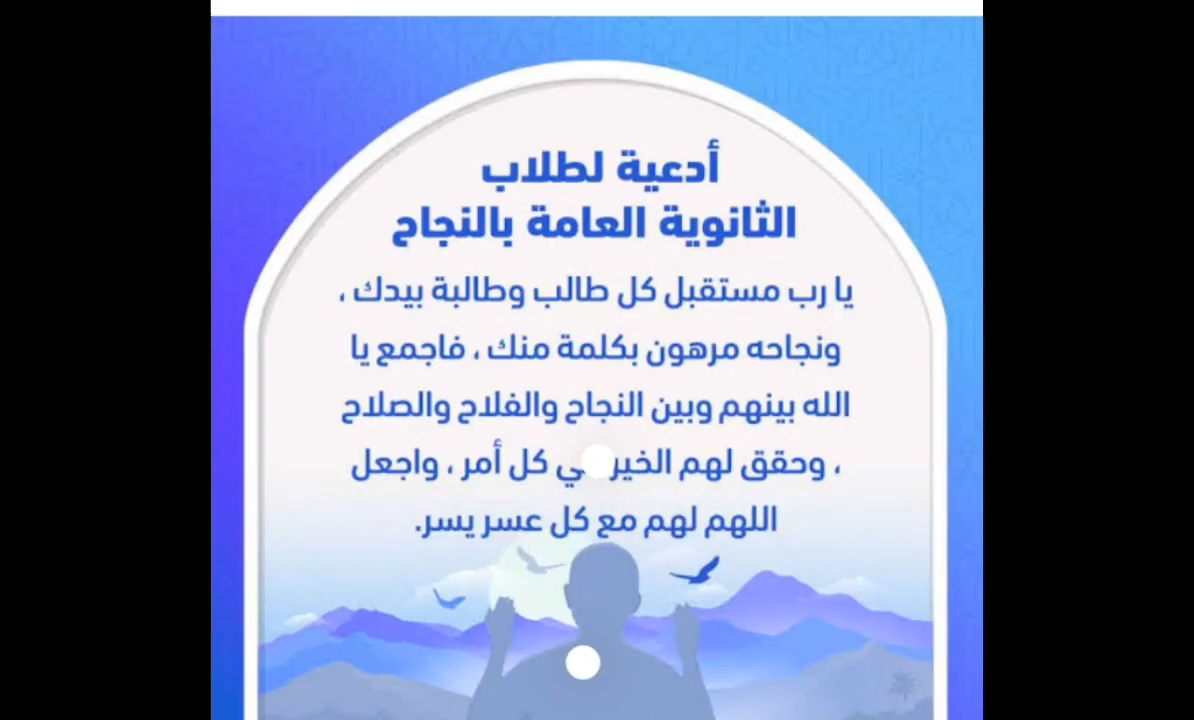 أدعية لطلاب
الثانوية العامة بالنجاح
يا رب مستقبل كل طالب وطالبة بيدك ،
ونجاحه مرهون بكلمة منك ، فاجمع يا
الله بينهم وبين النجاح والفلاح والصلاح
، وحقق لهم الخير كل أمر ، واجعل
اللهم لهم مع كل عسر يسر.